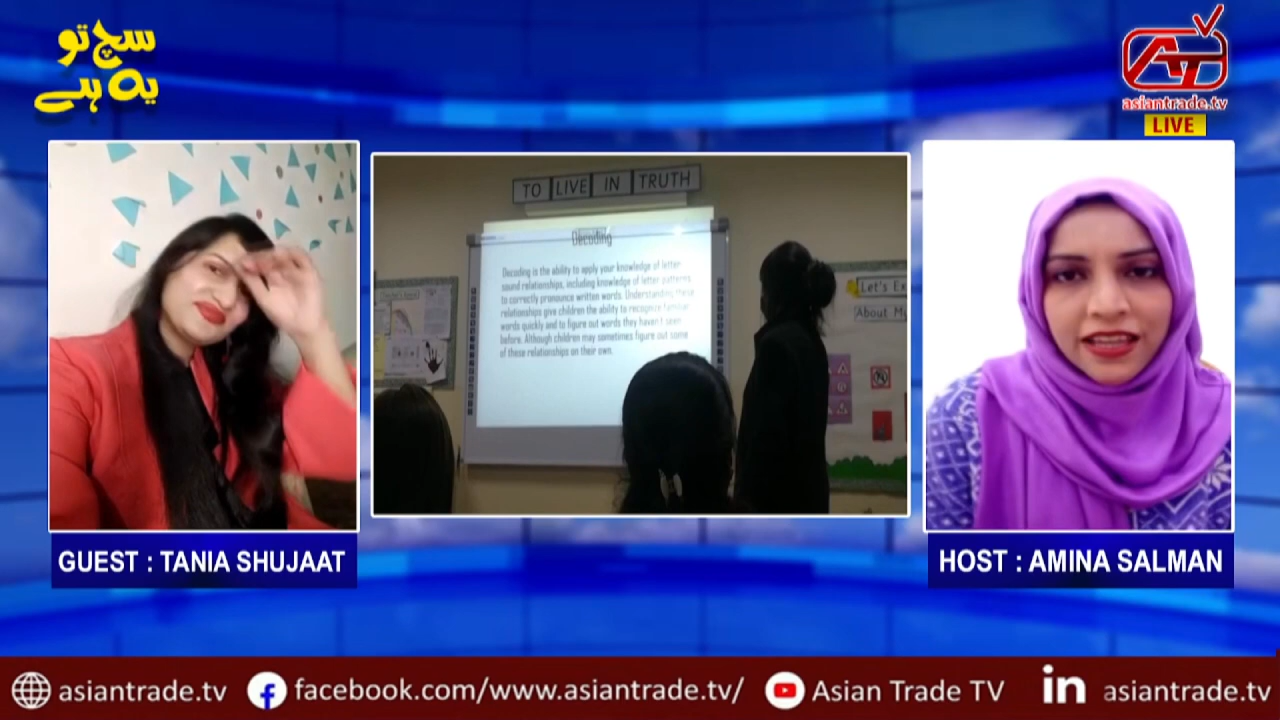 سچ تو
یہ ہے
AT
asiantrade.tv
LIVE
TO LIVE IN TRUTH
Decoding
Decoding is the ability to apply your knowledge of letter
sound relationships, including knowledge of letter patterns
to correctly pronounce written words. Understanding these
relationships give children the ability to recognize familiar
words quickly and to figure out words they haven't seen
before. Although children may sometimes figure out some
of these relationships on their own.
Let's Ex
About My
GUEST : TANIA SHUJAAT
HOST : AMINA SALMAN
asiantrade.tv
facebook.com/www.asiantrade.tv/
Asian Trade TV
in asiantrade.tv